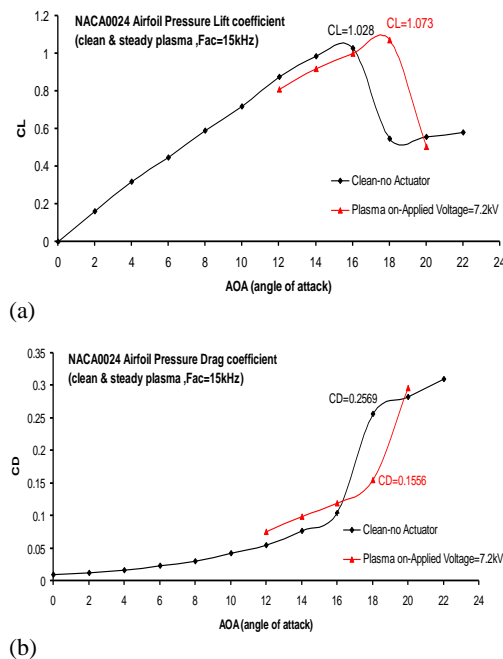 NACA0024 Airfoil Pressure Lift coefficient
(clean & steady plasma ,Fac=15kHz)
CL=1.028
CL=1.073
1.2
1
0.8
0.6
0.4
0.2
0
CL
Clean-no Actuator
Plasma on-Applied Voltage=7.2kV
0 2 4 6 8 10 12 14 16 18 20 22 24
AOA (angle of attack)
(a)
NACA0024 Airfoil Pressure Drag coefficient
(clean & steady plasma ,Fac=15kHz)
0.35
0.3
0.25
0.2
0.15
0.1
0.05
0
CD
CD=0.2569
CD=0.1556
Clean-no Actuator
Plasma on-Applied Voltage=7.2kV
0 2 4 6 8 10 12 14 16 18 20 22 24
AOA (angle of attack)
(b)